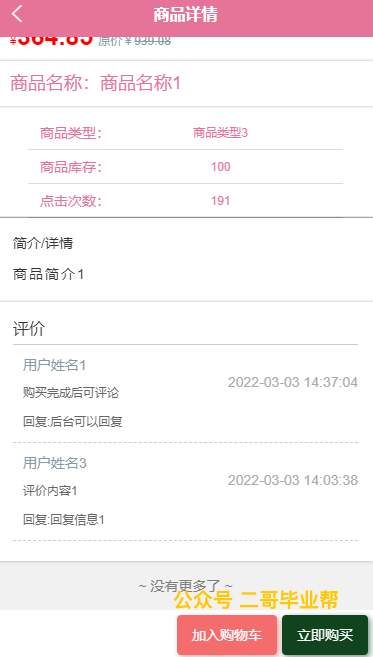 商品详情
¥364.85 原价￥939.08
商品名称：商品名称1
商品类型： 商品类型3
商品库存： 100
点击次数： 191
简介/详情
商品简介1
评价
用户姓名1
2022-03-03 14:37:04
购买完成后可评论
回复:后台可以回复
用户姓名3
2022-03-03 14:03:38
评价内容1
回复:回复信息1
~ 没有更多了 ~
公众号 二哥毕业帮
加入购物车 立即购买